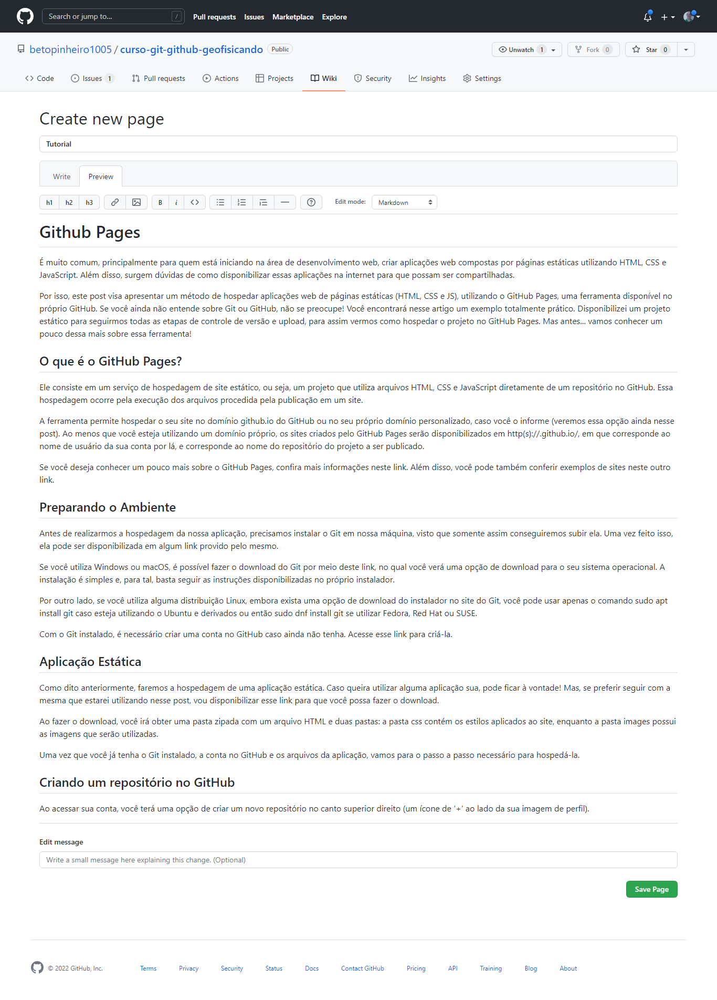 Search or jump to... /
Pull requests Issues Marketplace Explore
betopinheiro1005 / curso-git-github-geofisicando Public
Unwatch 1 Fork 0 Star 0
Code Issues 1 Pull requests Actions Projects Wiki Security Insights Settings
Create new page
Tutorial
Write Preview
h1 h2 h3 B i Edit mode: Markdown
Github Pages
É muito comum, principalmente para quem está iniciando na área de desenvolvimento web, criar aplicações web compostas por páginas estáticas utilizando HTML, CSS e
JavaScript. Além disso, surgem dúvidas de como disponibilizar essas aplicações na internet para que possam ser compartilhadas.
Por isso, este post visa apresentar um método de hospedar aplicações web de páginas estáticas (HTML, CSS e JS), utilizando o GitHub Pages, uma ferramenta disponível no
próprio GitHub. Se você ainda não entende sobre Git ou GitHub, não se preocupe! Você encontrará nesse artigo um exemplo totalmente prático. Disponibilizei um projeto
estático para seguirmos todas as etapas de controle de versão e upload, para assim vermos como hospedar o projeto no GitHub Pages. Mas antes... vamos conhecer um
pouco dessa mais sobre essa ferramenta!
O que é o GitHub Pages?
Ele consiste em um serviço de hospedagem de site estático, ou seja, um projeto que utiliza arquivos HTML, CSS e JavaScript diretamente de um repositório no GitHub. Essa
hospedagem ocorre pela execução dos arquivos procedida pela publicação em um site.
A ferramenta permite hospedar o seu site no domínio github.io do GitHub ou no seu próprio domínio personalizado, caso você o informe (veremos essa opção ainda nesse
post). Ao menos que você esteja utilizando um domínio próprio, os sites criados pelo GitHub Pages serão disponibilizados em http(s)://.github.io/, em que corresponde ao
nome de usuário da sua conta por lá, e corresponde ao nome do repositório do projeto a ser publicado.
Se você deseja conhecer um pouco mais sobre o GitHub Pages, confira mais informações neste link. Além disso, você pode também conferir exemplos de sites neste outro
link.
Preparando o Ambiente
Antes de realizarmos a hospedagem da nossa aplicação, precisamos instalar o Git em nossa máquina, visto que somente assim conseguiremos subir ela. Uma vez feito isso,
ela pode ser disponibilizada em algum link provido pelo mesmo.
Se você utiliza Windows ou macOS, é possível fazer o download do Git por meio deste link, no qual você verá uma opção de download para o seu sistema operacional. A
instalação é simples e, para tal, basta seguir as instruções disponibilizadas no próprio instalador.
Por outro lado, se você utiliza alguma distribuição Linux, embora exista uma opção de download do instalador no site do Git, você pode usar apenas o comando sudo apt
install git caso esteja utilizando o Ubuntu e derivados ou então sudo dnf install git se utilizar Fedora, Red Hat ou SUSE.
Com o Git instalado, é necessário criar uma conta no GitHub caso ainda não tenha. Acesse esse link para criá-la.
Aplicação Estática
Como dito anteriormente, faremos a hospedagem de uma aplicação estática. Caso queira utilizar alguma aplicação sua, pode ficar à vontade! Mas, se preferir seguir com a
mesma que estarei utilizando nesse post, vou disponibilizar esse link para que você possa fazer o download.
Ao fazer o download, você irá obter uma pasta zipada com um arquivo HTML e duas pastas: a pasta css contém os estilos aplicados ao site, enquanto a pasta images possui
as imagens que serão utilizadas.
Uma vez que você já tenha o Git instalado, a conta no GitHub e os arquivos da aplicação, vamos para o passo a passo necessário para hospedá-la.
Criando um repositório no GitHub
Ao acessar sua conta, você terá uma opção de criar um novo repositório no canto superior direito (um ícone de '+' ao lado da sua imagem de perfil).
Edit message
Write a small message here explaining this change. (Optional)
Save Page
© 2022 GitHub, Inc. Terms Privacy Security Status Docs Contact GitHub Pricing API Training Blog About